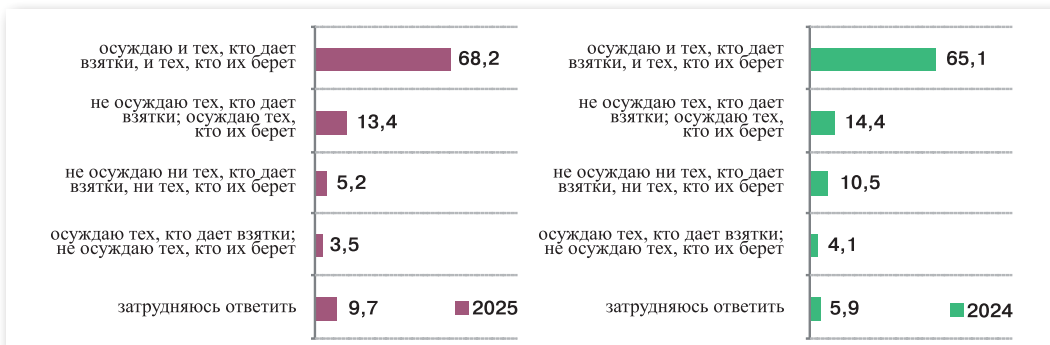 осуждаю и тех, кто дает
взятки, и тех, кто их берет
68,2
не осуждаю тех, кто дает
взятки; осуждаю тех,
кто их берет
13,4
не осуждаю ни тех, кто дает
взятки, ни тех, кто их берет
5,2
осуждаю тех, кто дает взятки;
не осуждаю тех, кто их берет
3,5
затрудняюсь ответить
9,7
2025
осуждаю и тех, кто дает
взятки, и тех, кто их берет
65,1
не осуждаю тех, кто дает
взятки; осуждаю тех,
кто их берет
14,4
не осуждаю ни тех, кто дает
взятки, ни тех, кто их берет
10,5
осуждаю тех, кто дает взятки;
не осуждаю тех, кто их берет
4,1
затрудняюсь ответить
5,9
2024